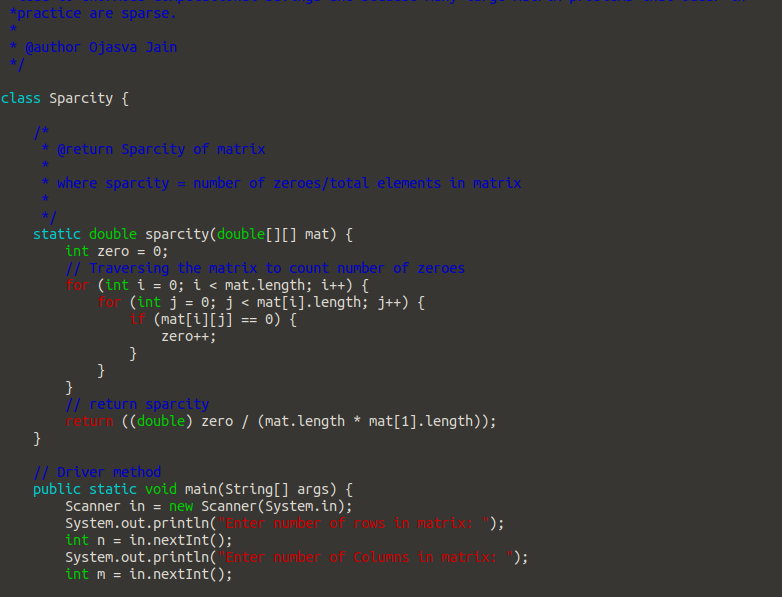 *practice are sparse.
*
* @author Ojasva Jain
*/
class Sparcity {
/*
* @return Sparcity of matrix
*
* where sparcity = number of zeroes/total elements in matrix
*
*/
static double sparcity(double[][] mat) {
int zero = 0;
// Traversing the matrix to count number of zeroes
for (int i = 0; i < mat.length; i++) {
for (int j = 0; j < mat[i].length; j++) {
if (mat[i][j] == 0) {
zero++;
}
}
}
// return sparcity
return ((double) zero / (mat.length * mat[1].length));
}
// Driver method
public static void main(String[] args) {
Scanner in = new Scanner(System.in);
System.out.println("Enter number of rows in matrix: ");
int n = in.nextInt();
System.out.println("Enter number of Columns in matrix: ");
int m = in.nextInt();